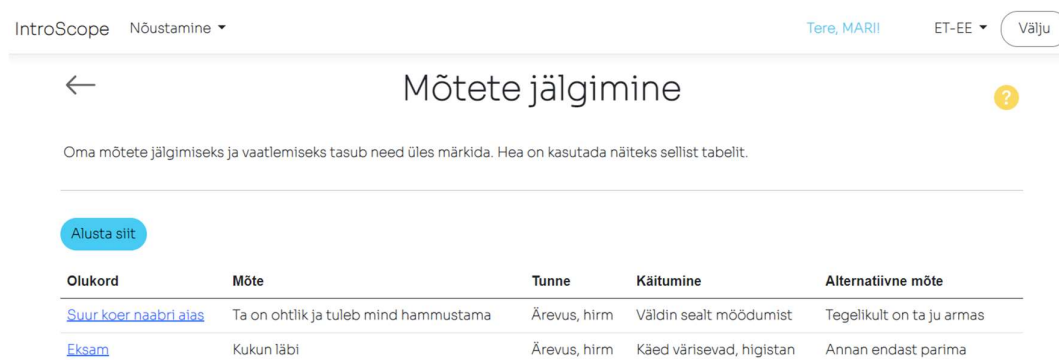 IntroScope Nõustamine Tere, MARII ET-EE Välju
Mõtete jälgimine
?
Oma mõtete jälgimiseks ja vaatlemiseks tasub need üles märkida. Hea on kasutada näiteks sellist tabelit.
Alusta siit
Olukord Mõte Tunne Käitumine Alternatiivne mõte
Suur koer naabri aias Ta on ohtlik ja tuleb mind hammustama Ärevus, hirm Väldin sealt möödumist Tegelikult on ta ju armas
Eksam Kukun läbi Ärevus, hirm Käed värisevad, higistan Annan endast parima